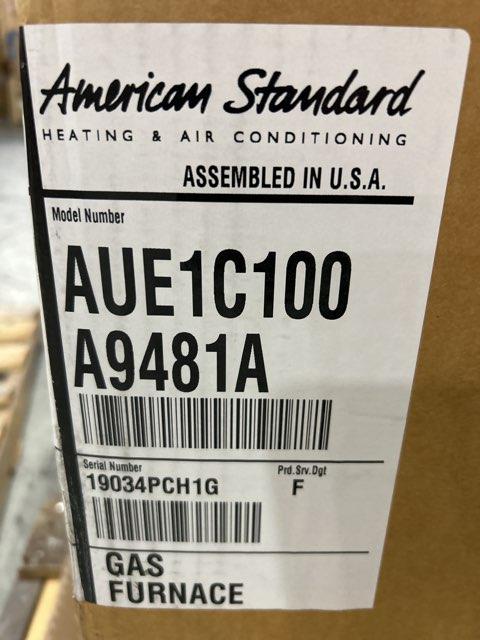 American Standard
HEATING & AIR CONDITIONING
ASSEMBLED IN U.S.A.
Model Number
AUE1C100
A9481A
Serial Number Prd.Srv.Dgt
19034PCH1G F
GAS
FURNACE